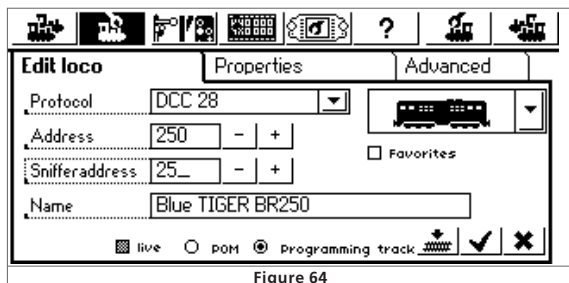 ?
Edit loco Properties Advanced
Protocol DCC 28
Address 250 - +
Favorites
Snifferaddress 25_ - +
Name Blue TIGER BR250
live POM Programming track
Figure 64